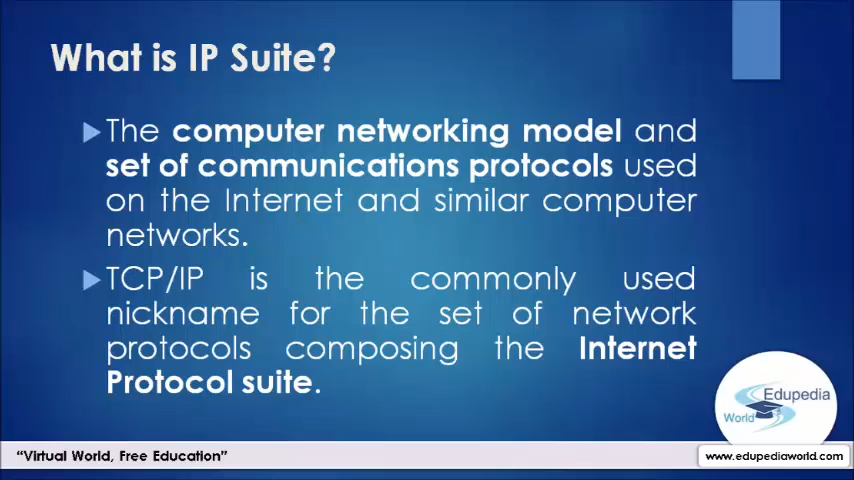 What is IP Suite?
The computer networking model and
set of communications protocols used
on the Internet and similar computer
networks.
TCP/IP is the commonly used
nickname for the set of network
protocols composing the Internet
Protocol suite.
Edupedia
World
“Virtual World, Free Education”
www.edupediaworld.com